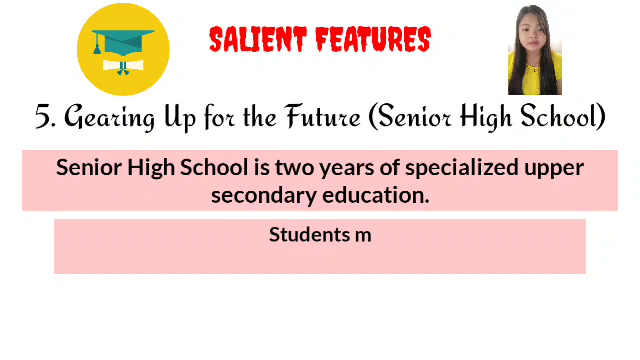 SALIENT FEATURES
5. Gearing Up for the Future (Senior High School)
Senior High School is two years of specialized upper
secondary education.
Students m